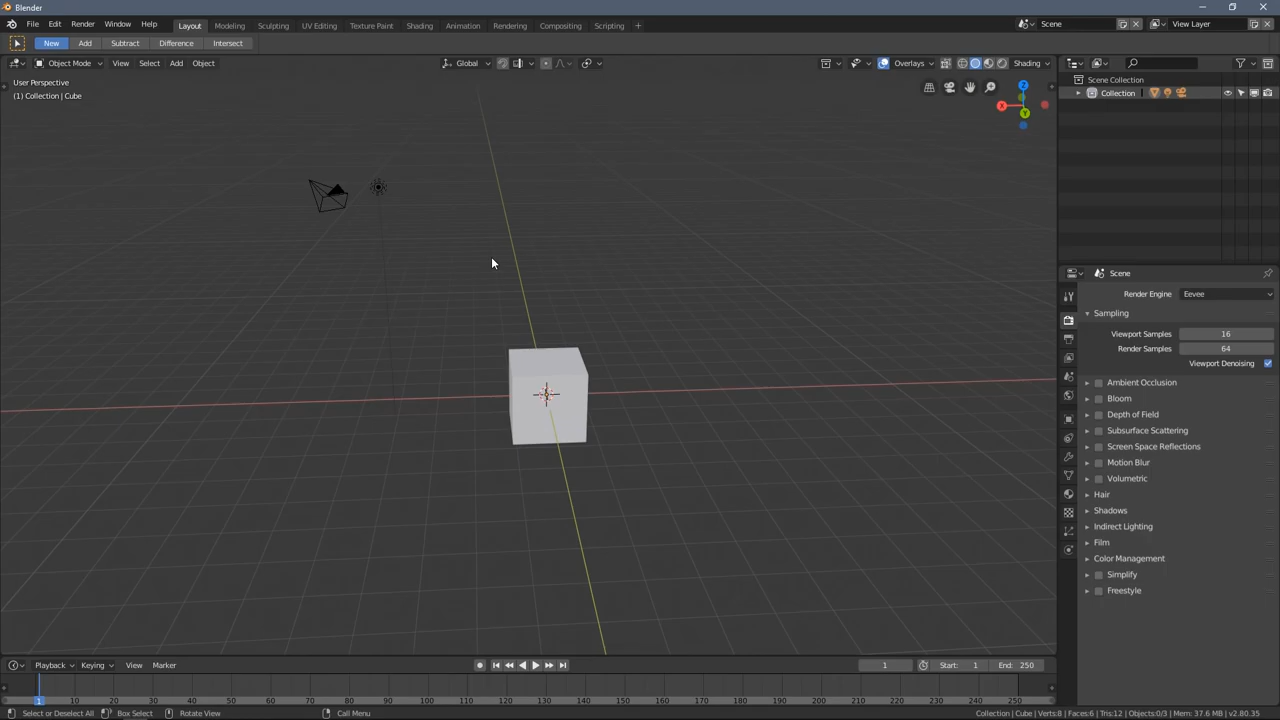 Blender
File Edit Render Window Help Layout Modeling Sculpting UV Editing Texture Paint Shading Animation Rendering Compositing Scripting + Scene View Layer
New Add Subtract Difference Intersect
Object Mode View Select Add Object Global Overlays Shading
User Perspective
(1) Collection | Cube
Z
X
Y
Scene Collection
Collection
Scene
Render Engine Eevee
Sampling
Viewport Samples 16
Render Samples 64
Viewport Denoising
Ambient Occlusion
Bloom
Depth of Field
Subsurface Scattering
Screen Space Reflections
Motion Blur
Volumetric
Hair
Shadows
Indirect Lighting
Film
Color Management
Simplify
Freestyle
Playback Keying View Marker 1 Start: 1 End: 250
1 10 20 30 40 50 60 70 80 90 100 110 120 130 140 150 160 170 180 190 200 210 220 230 240 250
Select or Deselect All Box Select Rotate View Call Menu Collection | Cube | Verts:8 | Faces:6 | Tris:12 | Objects:0/3 | Mem: 37.6 MB | v2.80.35